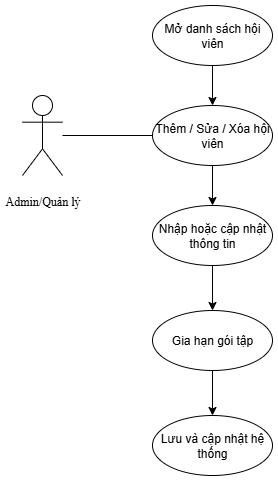 Mở danh sách hội
viên
Thêm / Sửa / Xóa hội
viên
Admin/Quản lý
Nhập hoặc cập nhật
thông tin
Gia hạn gói tập
Lưu và cập nhật hệ
thống